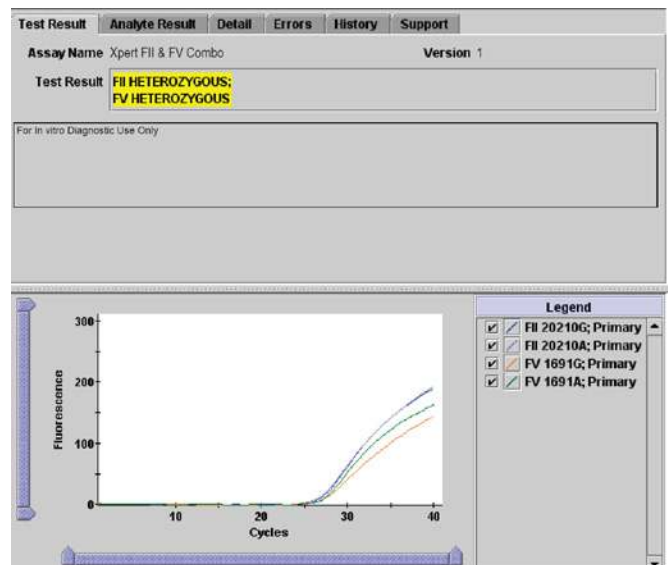 Test Result Analyte Result Detail Errors History Support
Assay Name Xpert FII & FV Combo Version 1
Test Result FII HETEROZYGOUS;
FV HETEROZYGOUS
For In vitro Diagnostic Use Only
300
200
100
0
Fluorescence
10 20 30 40
Cycles
Legend
FII 20210G; Primary
FII 20210A; Primary
FV 1691G; Primary
FV 1691A; Primary